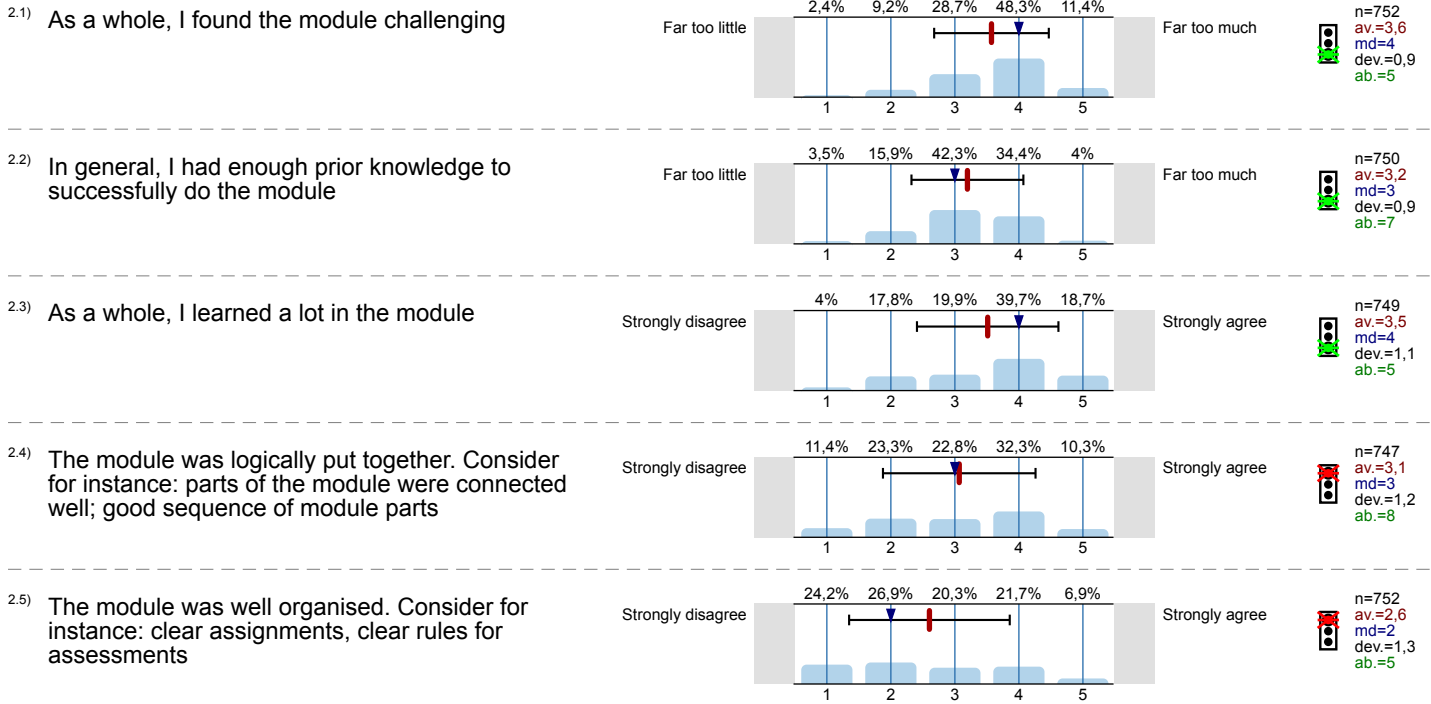 2.1) As a whole, I found the module challenging
2,4% 9,2% 28,7% 48,3% 11,4%
Far too little
Far too much
1 2 3 4 5
n=752
av.=3,6
md=4
dev.=0,9
ab.=5
2.2) In general, I had enough prior knowledge to
successfully do the module
3,5% 15,9% 42,3% 34,4% 4%
Far too little
Far too much
1 2 3 4 5
n=750
av.=3,2
md=3
dev.=0,9
ab.=7
2.3) As a whole, I learned a lot in the module
4% 17,8% 19,9% 39,7% 18,7%
Strongly disagree
Strongly agree
1 2 3 4 5
n=749
av.=3,5
md=4
dev.=1,1
ab.=5
2.4) The module was logically put together. Consider
for instance: parts of the module were connected
well; good sequence of module parts
11,4% 23,3% 22,8% 32,3% 10,3%
Strongly disagree
Strongly agree
1 2 3 4 5
n=747
av.=3,1
md=3
dev.=1,2
ab.=8
2.5) The module was well organised. Consider for
instance: clear assignments, clear rules for
assessments
24,2% 26,9% 20,3% 21,7% 6,9%
Strongly disagree
Strongly agree
1 2 3 4 5
n=752
av.=2,6
md=2
dev.=1,3
ab.=5